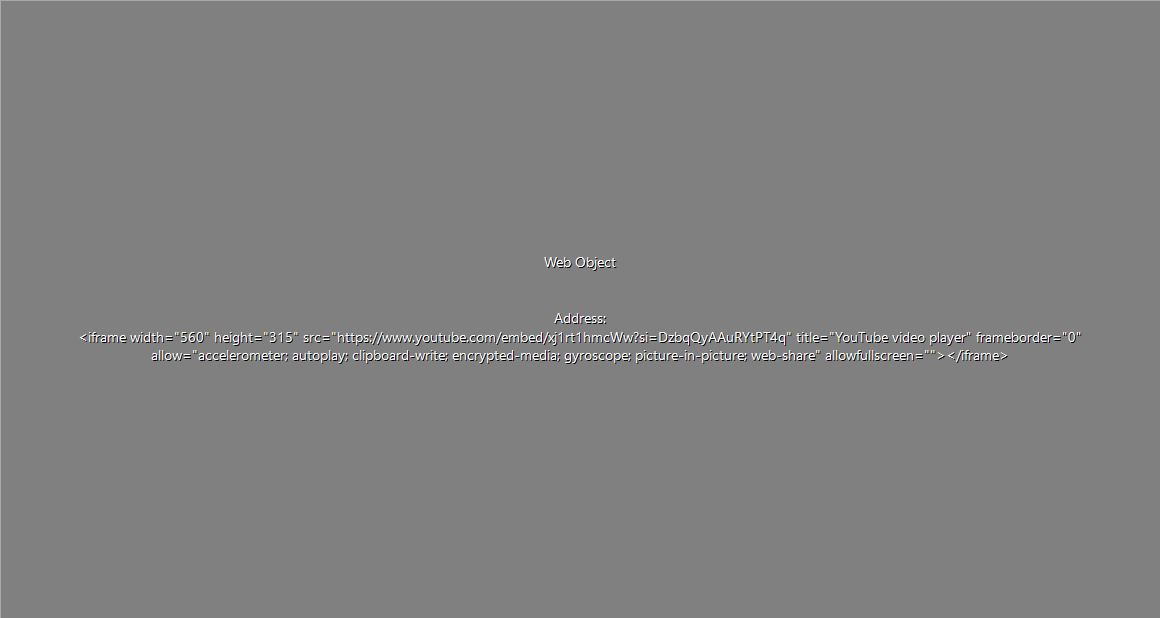 Web Object
Address:
<iframe width="560" height="315" src="https://www.youtube.com/embed/xj1rt1hmcWw?si=DzbqQyAAuRYtPT4q" title="YouTube video player" frameborder="0"
allow="accelerometer; autoplay; clipboard-write; encrypted-media; gyroscope; picture-in-picture; web-share" allowfullscreen=""></iframe>